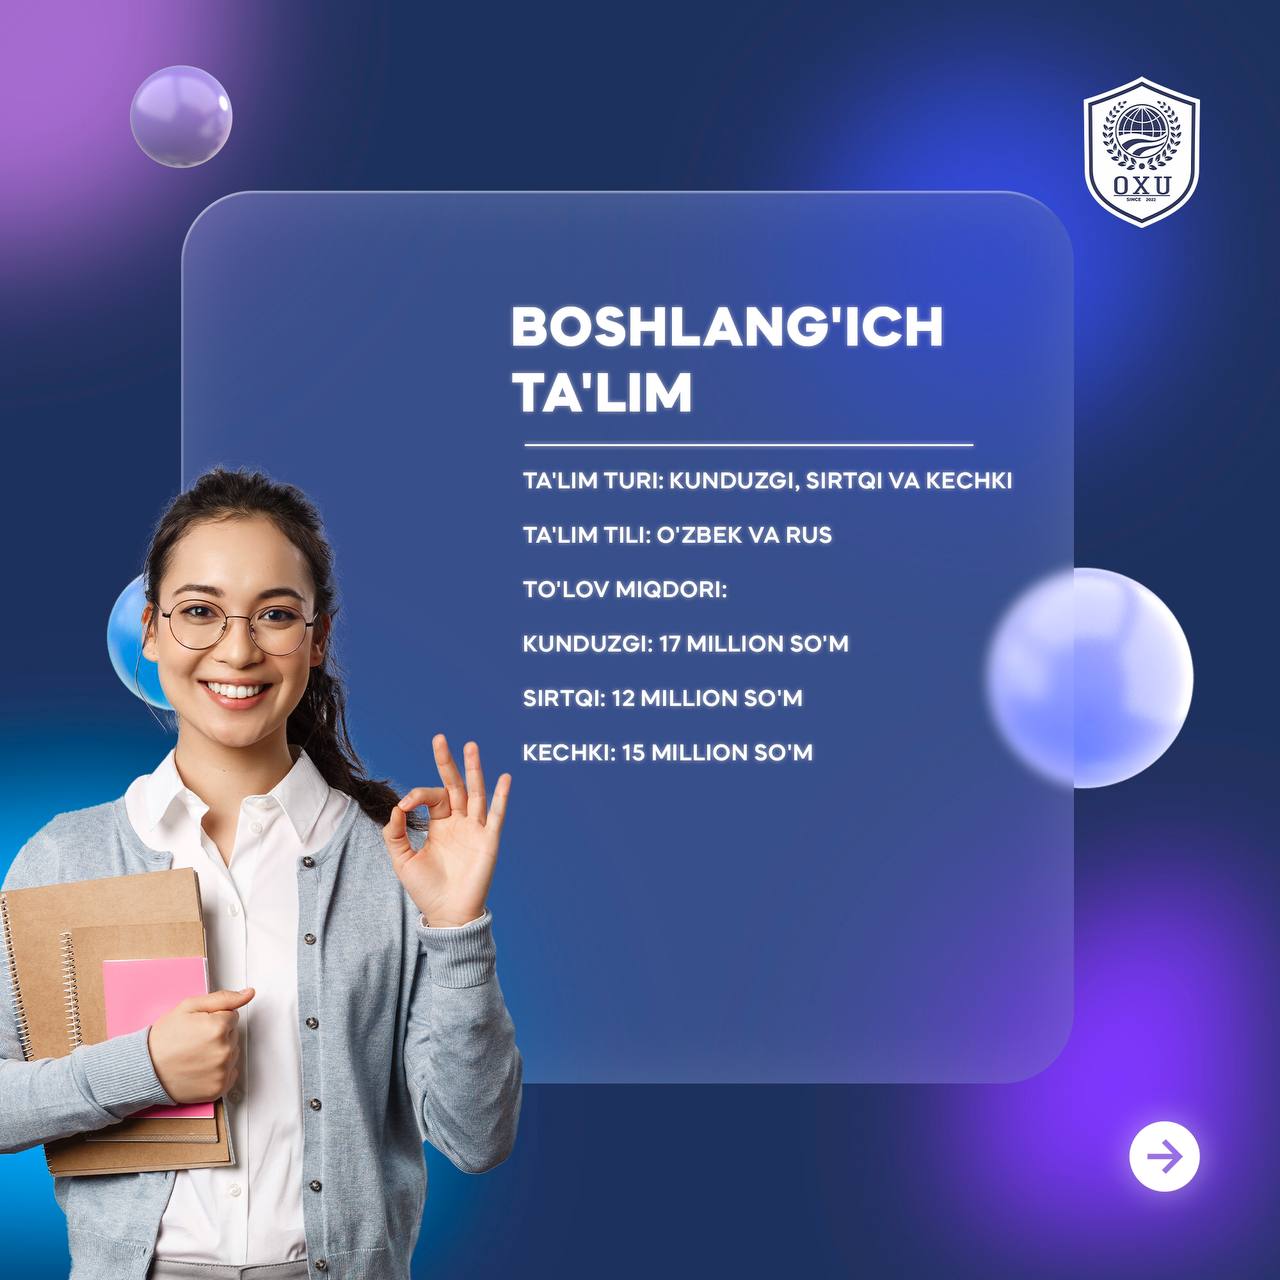 OXU
SINCE 2022
BOSHLANG'ICH
TA'LIM
TA'LIM TURI: KUNDUZGI, SIRTQI VA KECHKI
TA'LIM TILI: O'ZBEK VA RUS
TO'LOV MIQDORI:
KUNDUZGI: 17 MILLION SO'M
SIRTQI: 12 MILLION SO'M
KECHKI: 15 MILLION SO'M